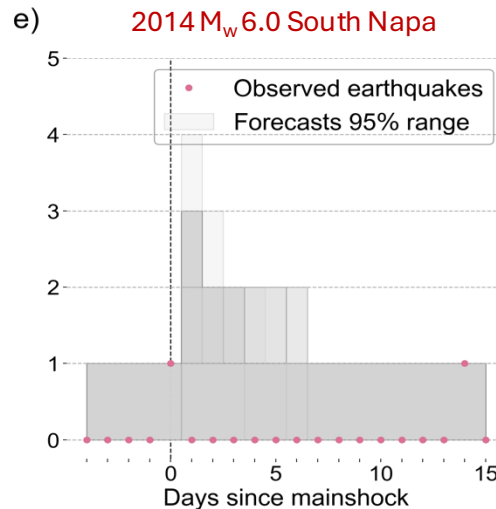 e)
2014 Mw 6.0 South Napa
5
Observed earthquakes
Forecasts 95% range
4
3
2
1
0
0 5 10 15
Days since mainshock